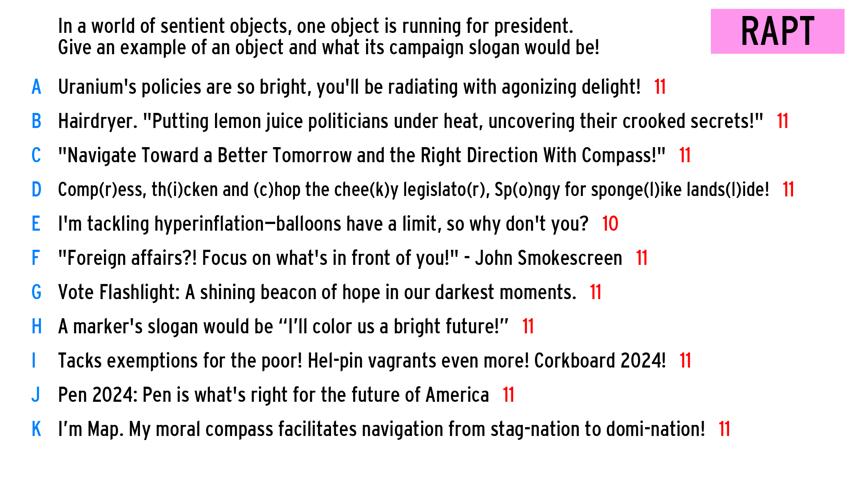 In a world of sentient objects, one object is running for president.
Give an example of an object and what its campaign slogan would be!
RAPT
A Uranium's policies are so bright, you'll be radiating with agonizing delight! 11
B Hairdryer. "Putting lemon juice politicians under heat, uncovering their crooked secrets!" 11
C "Navigate Toward a Better Tomorrow and the Right Direction With Compass!" 11
D Comp(r)ess, th(i)cken and (c)hop the chee(k)y legislato(r), Sp(o)ngy for sponge(l)ike lands(l)ide! 11
E I'm tackling hyperinflation—balloons have a limit, so why don't you? 10
F "Foreign affairs?! Focus on what's in front of you!" - John Smokescreen 11
G Vote Flashlight: A shining beacon of hope in our darkest moments. 11
H A marker's slogan would be “I’ll color us a bright future!” 11
I Tacks exemptions for the poor! Hel-pin vagrants even more! Corkboard 2024! 11
J Pen 2024: Pen is what's right for the future of America 11
K I’m Map. My moral compass facilitates navigation from stag-nation to domi-nation! 11